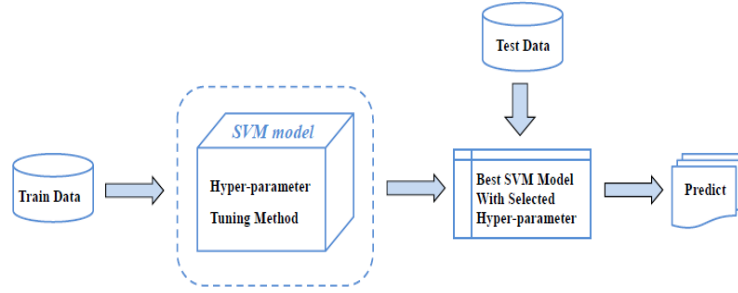 Test Data
SVM model
Train Data
Hyper-parameter
Tuning Method
Best SVM Model
With Selected
Hyper-parameter
Predict